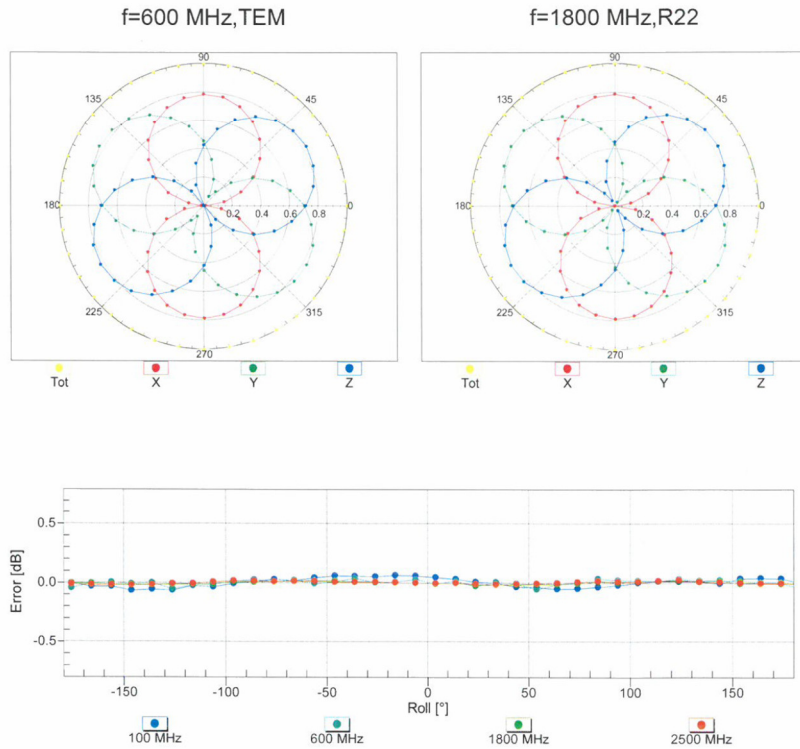 f=600 MHz,TEM
f=1800 MHz,R22
90
135
45
180
0.2 0.4 0.6 0.8
0
225
315
270
Tot
X
Y
Z
90
135
45
180
0.2 0.4 0.6 0.8
0
225
315
270
Tot
X
Y
Z
Error [dB]
0.5
0.0
-0.5
-150
-100
-50
0
50
100
150
Roll [°]
100 MHz
600 MHz
1800 MHz
2500 MHz